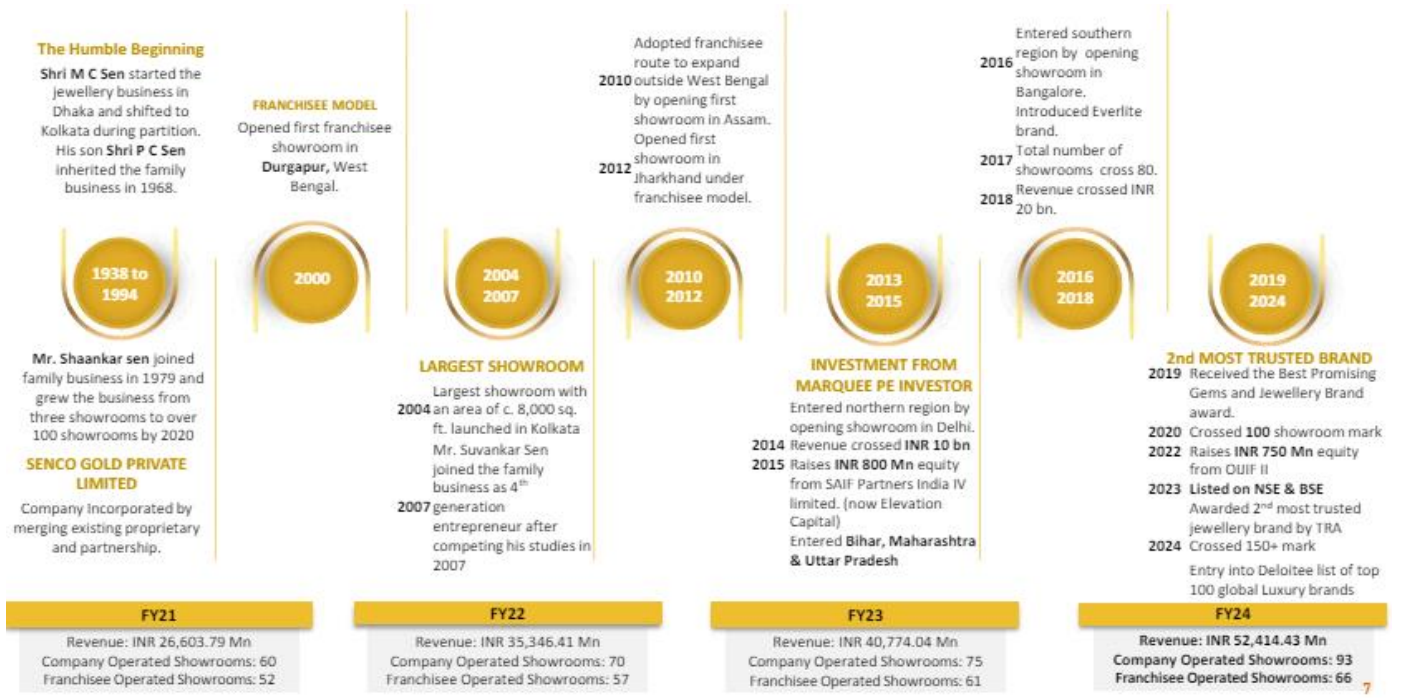 The Humble Beginning
Shri M C Sen started the
jewellery business in
Dhaka and shifted to
Kolkata during partition.
His son Shri P C Sen
inherited the family
business in 1968.
1938 to
1994
Mr. Shaankar sen joined
family business in 1979 and
grew the business from
three showrooms to over
100 showrooms by 2020
SENCO GOLD PRIVATE
LIMITED
Company Incorporated by
merging existing proprietary
and partnership.
FRANCHISEE MODEL
Opened first franchisee
showroom in
Durgapur, West
Bengal.
2000
2004
2007
LARGEST SHOWROOM
Largest showroom with
2004 an area of c. 8,000 sq.
ft. launched in Kolkata
Mr. Suvankar Sen
joined the family
business as 4th
2007 generation
entrepreneur after
competing his studies in
2007
Adopted franchisee
route to expand
2010 outside West Bengal
by opening first
showroom in Assam.
Opened first
2012 showroom in
Jharkhand under
franchisee model.
2010
2012
2013
2015
INVESTMENT FROM
MARQUEE PE INVESTOR
Entered northern region by
opening showroom in Delhi.
2014 Revenue crossed INR 10 bn
2015 Raises INR 800 Mn equity
from SAIF Partners India IV
limited. (now Elevation
Capital)
Entered Bihar, Maharashtra
& Uttar Pradesh
Entered southern
2016 region by opening
showroom in
Bangalore.
Introduced Everlite
brand.
2017 Total number of
showrooms cross 80.
2018 Revenue crossed INR
20 bn.
2016
2018
2019
2024
2nd MOST TRUSTED BRAND
2019 Received the Best Promising
Gems and Jewellery Brand
award.
2020 Crossed 100 showroom mark
2022 Raises INR 750 Mn equity
from OIJIF II
2023 Listed on NSE & BSE
Awarded 2nd most trusted
jewellery brand by TRA
2024 Crossed 150+ mark
Entry into Deloitee list of top
100 global Luxury brands
FY21
Revenue: INR 26,603.79 Mn
Company Operated Showrooms: 60
Franchisee Operated Showrooms: 52
FY22
Revenue: INR 35,346.41 Mn
Company Operated Showrooms: 70
Franchisee Operated Showrooms: 57
FY23
Revenue: INR 40,774.04 Mn
Company Operated Showrooms: 75
Franchisee Operated Showrooms: 61
FY24
Revenue: INR 52,414.43 Mn
Company Operated Showrooms: 93
Franchisee Operated Showrooms: 66
7